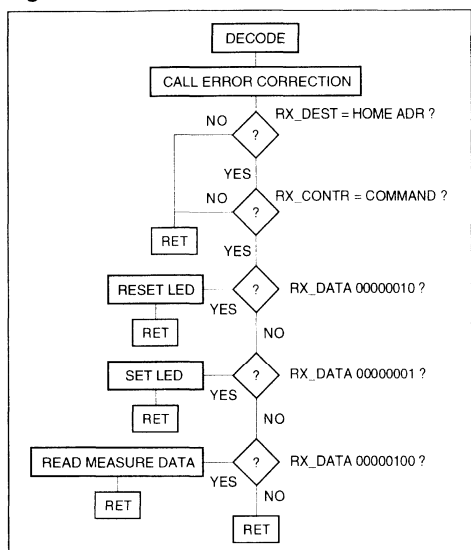 DECODE
CALL ERROR CORRECTION
NO
RX_DEST = HOME ADR ?
?
YES
NO
RX_CONTR = COMMAND ?
?
RET
YES
RESET LED
YES
?
RX_DATA 00000010 ?
RET
NO
SET LED
YES
?
RX_DATA 00000001 ?
RET
NO
READ MEASURE DATA
YES
?
RX_DATA 00000100 ?
RET
NO
RET